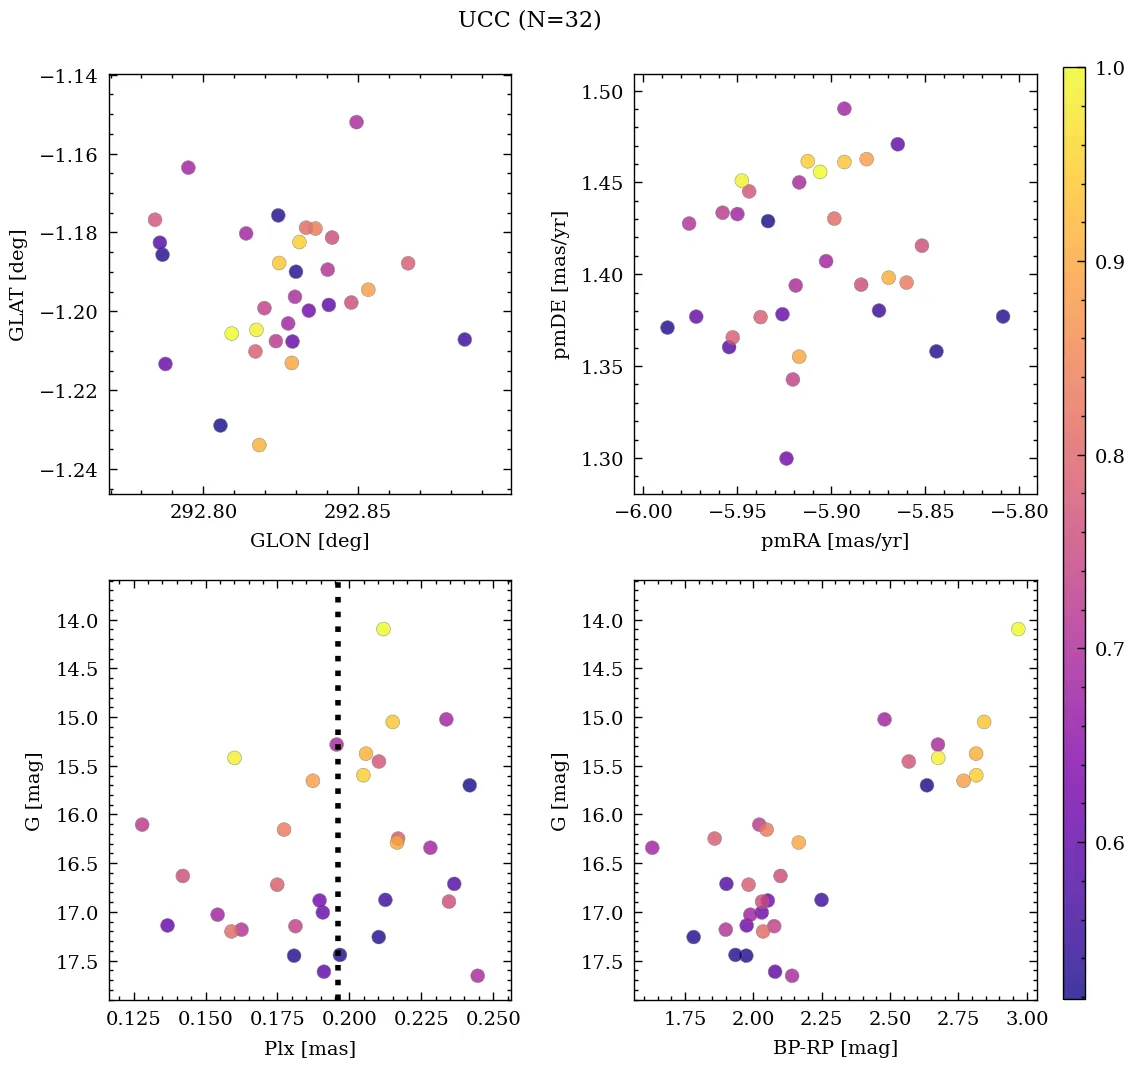 UCC (N=32)
−1.14
−1.16
−1.18
−1.20
−1.22
−1.24
GLAT [deg]
292.80 292.85
GLON [deg]
1.50
1.45
1.40
1.35
1.30
pmDE [mas/yr]
−6.00 −5.95 −5.90 −5.85 −5.80
pmRA [mas/yr]
14.0
14.5
15.0
15.5
16.0
16.5
17.0
17.5
G [mag]
0.125 0.150 0.175 0.200 0.225 0.250
Plx [mas]
14.0
14.5
15.0
15.5
16.0
16.5
17.0
17.5
G [mag]
1.75 2.00 2.25 2.50 2.75 3.00
BP-RP [mag]
1.0
0.9
0.8
0.7
0.6